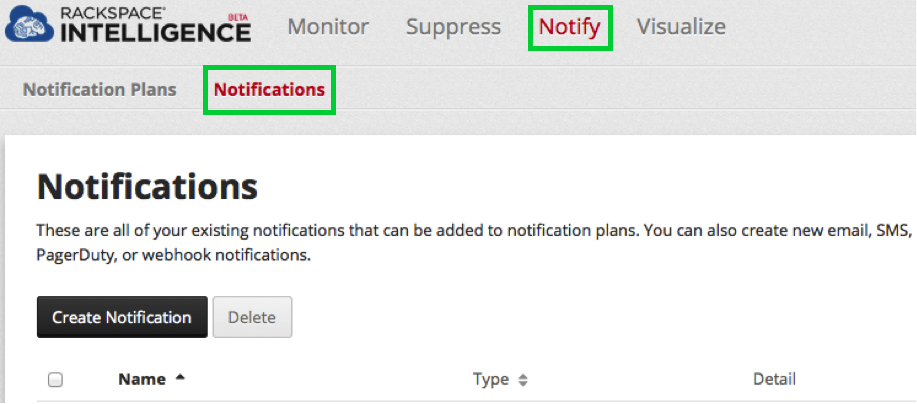 RACKSPACE® BETA
INTELLIGENCE Monitor Suppress Notify Visualize
Notification Plans Notifications
Notifications
These are all of your existing notifications that can be added to notification plans. You can also create new email, SMS,
PagerDuty, or webhook notifications.
Create Notification Delete
Name Type Detail